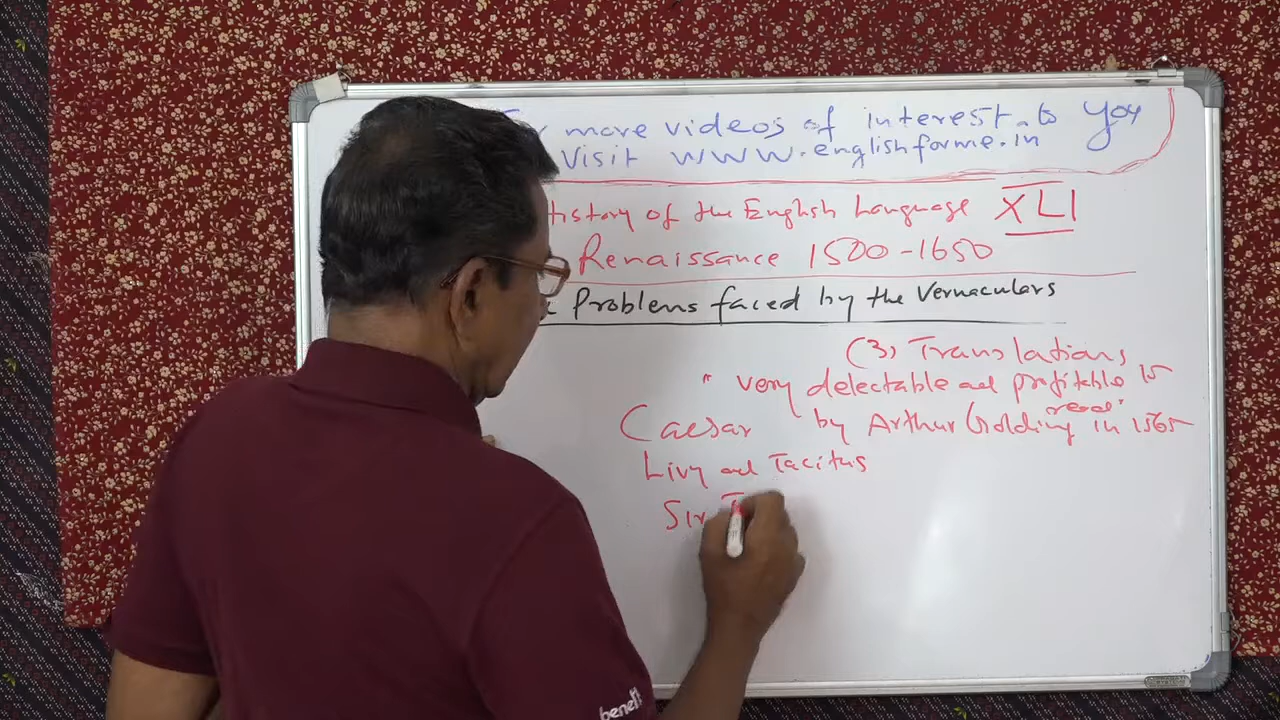 more videos of interest to you
Visit www.englishforme.in
History of the English Language XLI
Renaissance 1500-1650
Problems faced by the Vernaculars
(3) Translations
" very delectable and profitable to
read"
Caesar by Arthur Golding in 1565
Livy and Tacitus
Sir T
benefit